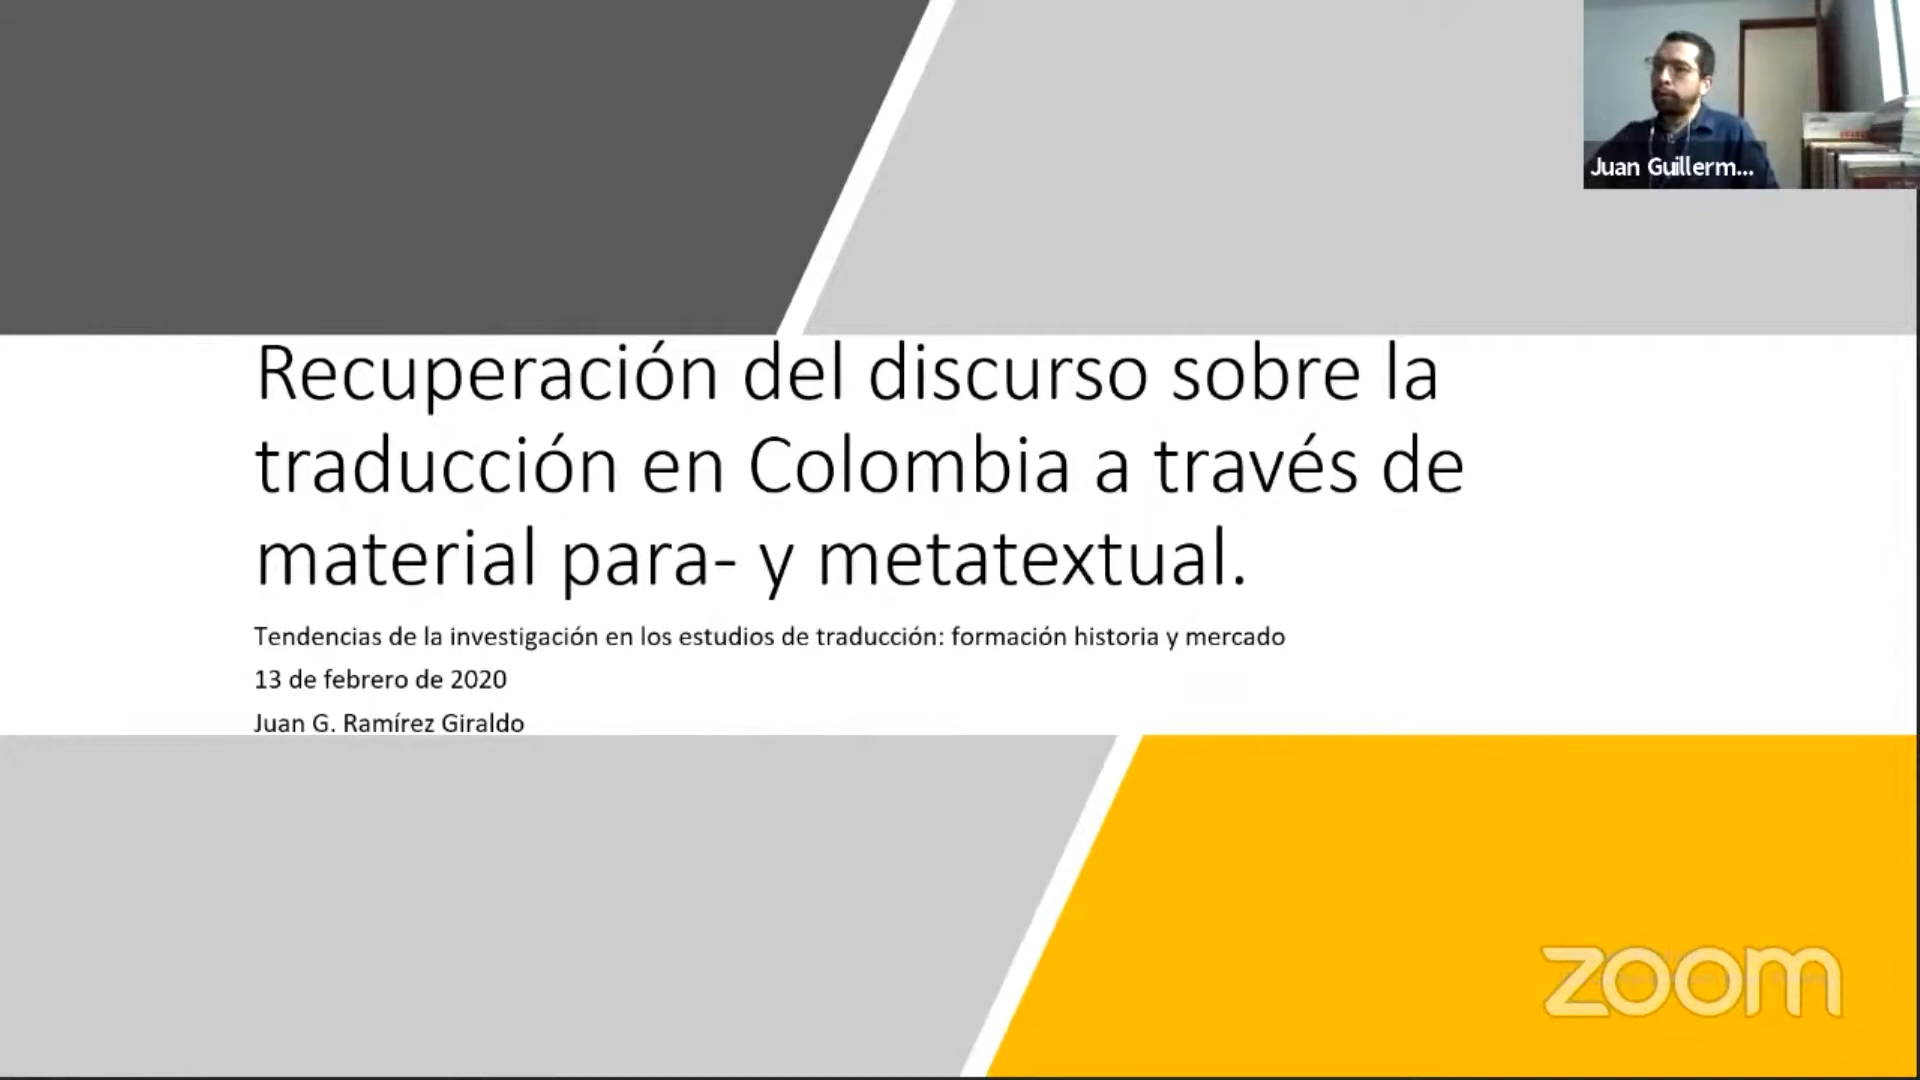 Juan Guillerm...
Recuperación del discurso sobre la
traducción en Colombia a través de
material para- y metatextual.
Tendencias de la investigación en los estudios de traducción: formación historia y mercado
13 de febrero de 2020
Juan G. Ramírez Giraldo
zoom